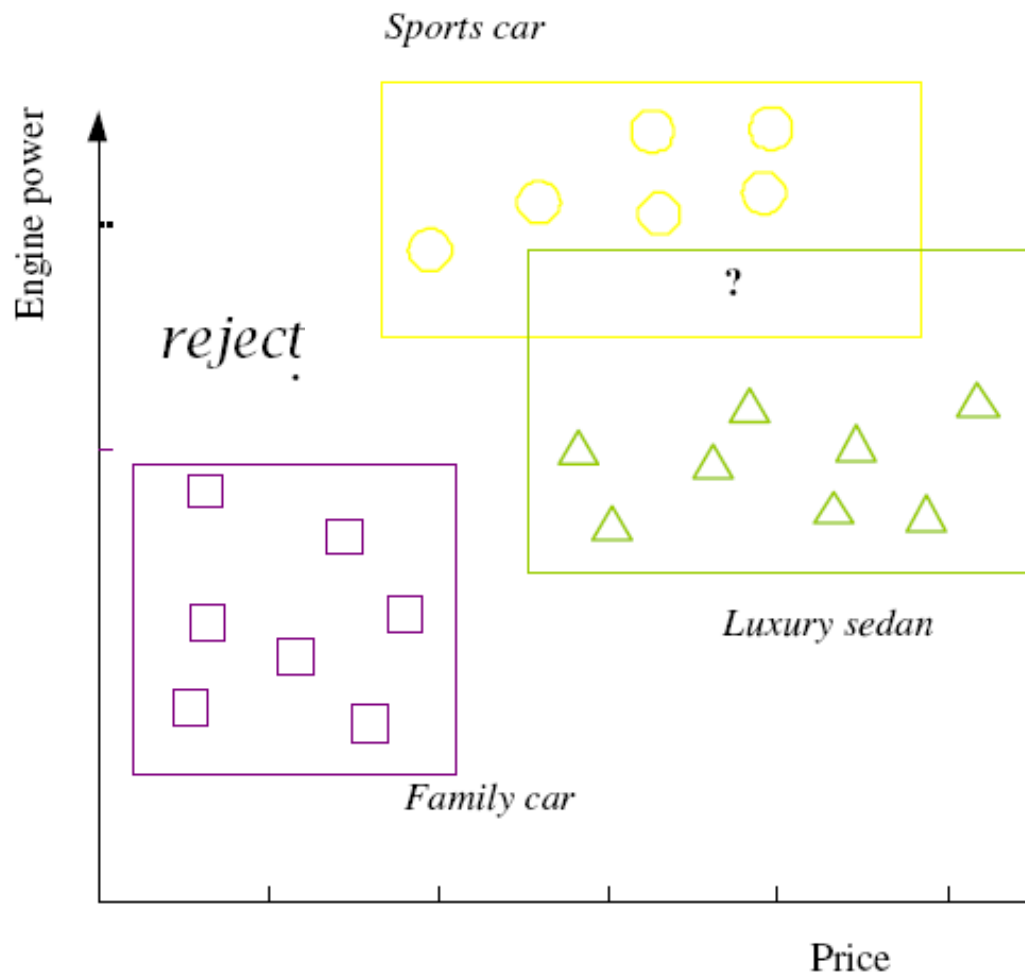 Sports car
Engine power
?
reject
Luxury sedan
Family car
Price